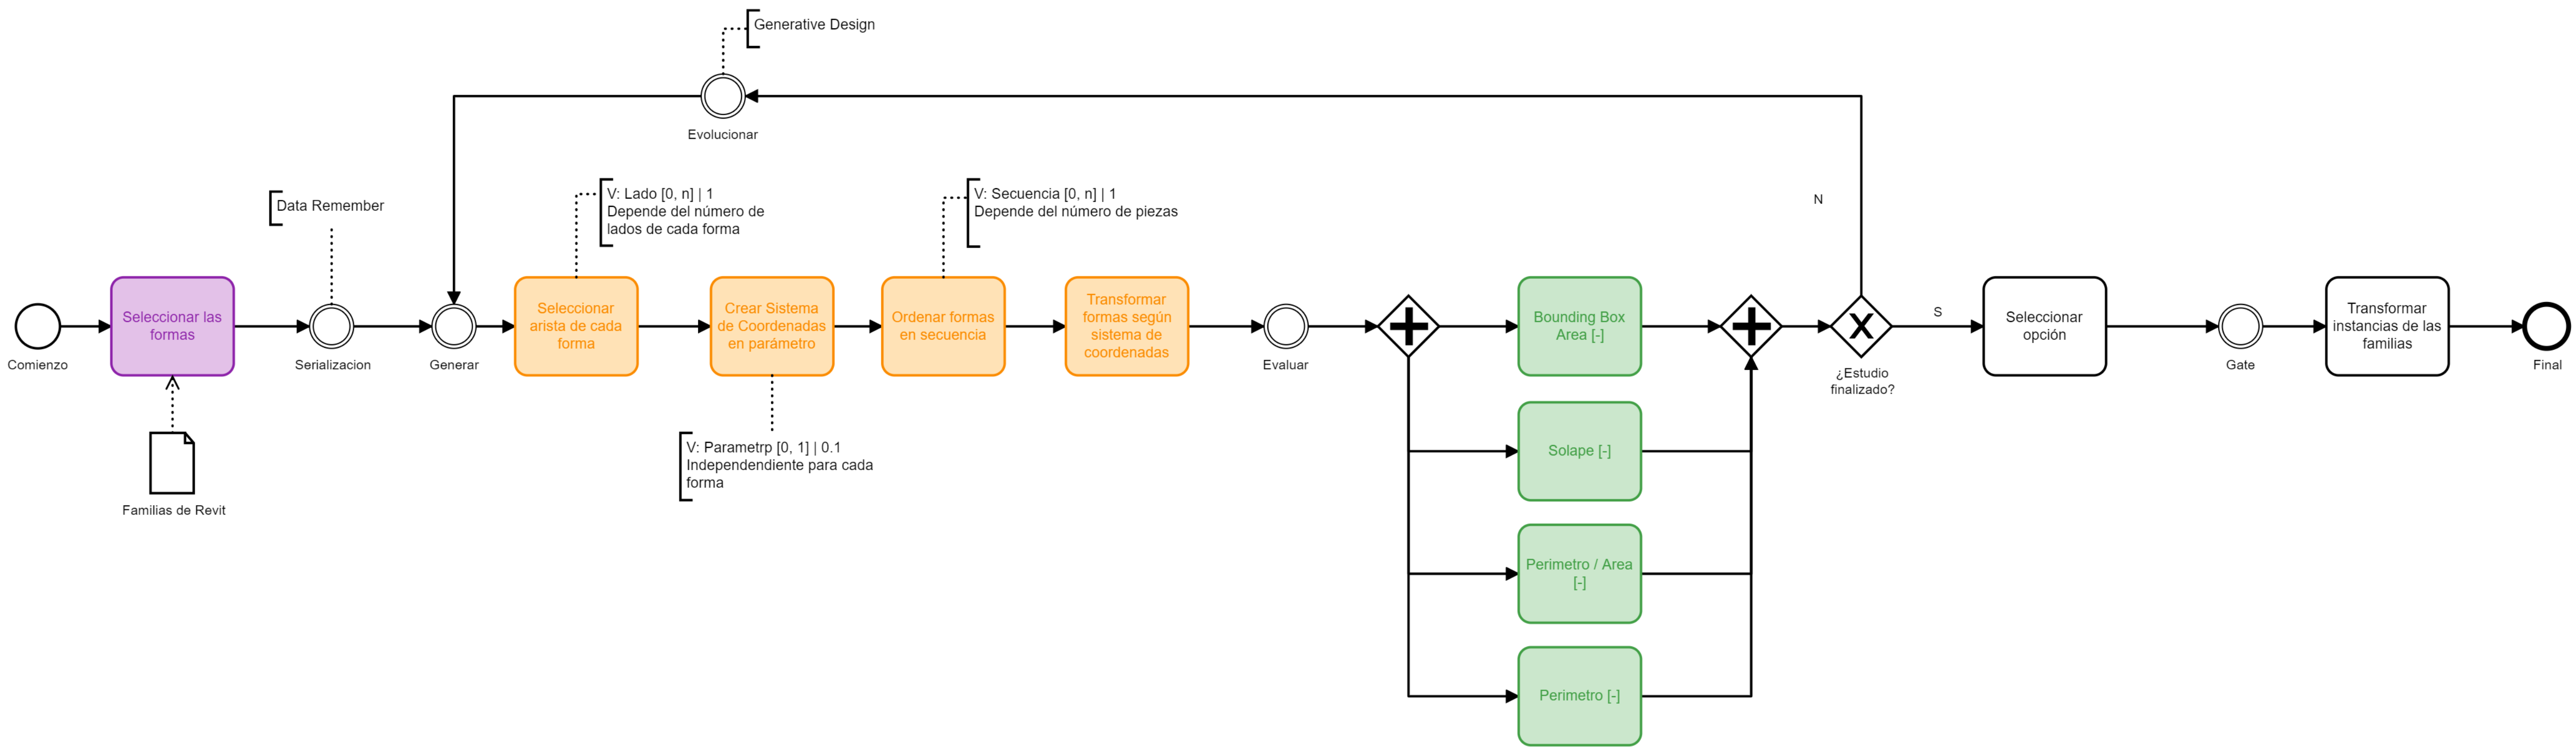 Generative Design
Evolucionar
Data Remember
V: Lado [0, n] | 1
Depende del número de
lados de cada forma
V: Secuencia [0, n] | 1
Depende del número de piezas
N
Comienzo
Seleccionar las
formas
Serializacion
Generar
Seleccionar
arista de cada
forma
Crear Sistema
de Coordenadas
en parámetro
Ordenar formas
en secuencia
Transformar
formas según
sistema de
coordenadas
Evaluar
Bounding Box
Area [-]
¿Estudio
finalizado?
S
Seleccionar
opción
Gate
Transformar
instancias de las
familias
Final
Familias de Revit
V: Parametrp [0, 1] | 0.1
Independendiente para cada
forma
Solape [-]
Perimetro / Area
[-]
Perimetro [-]